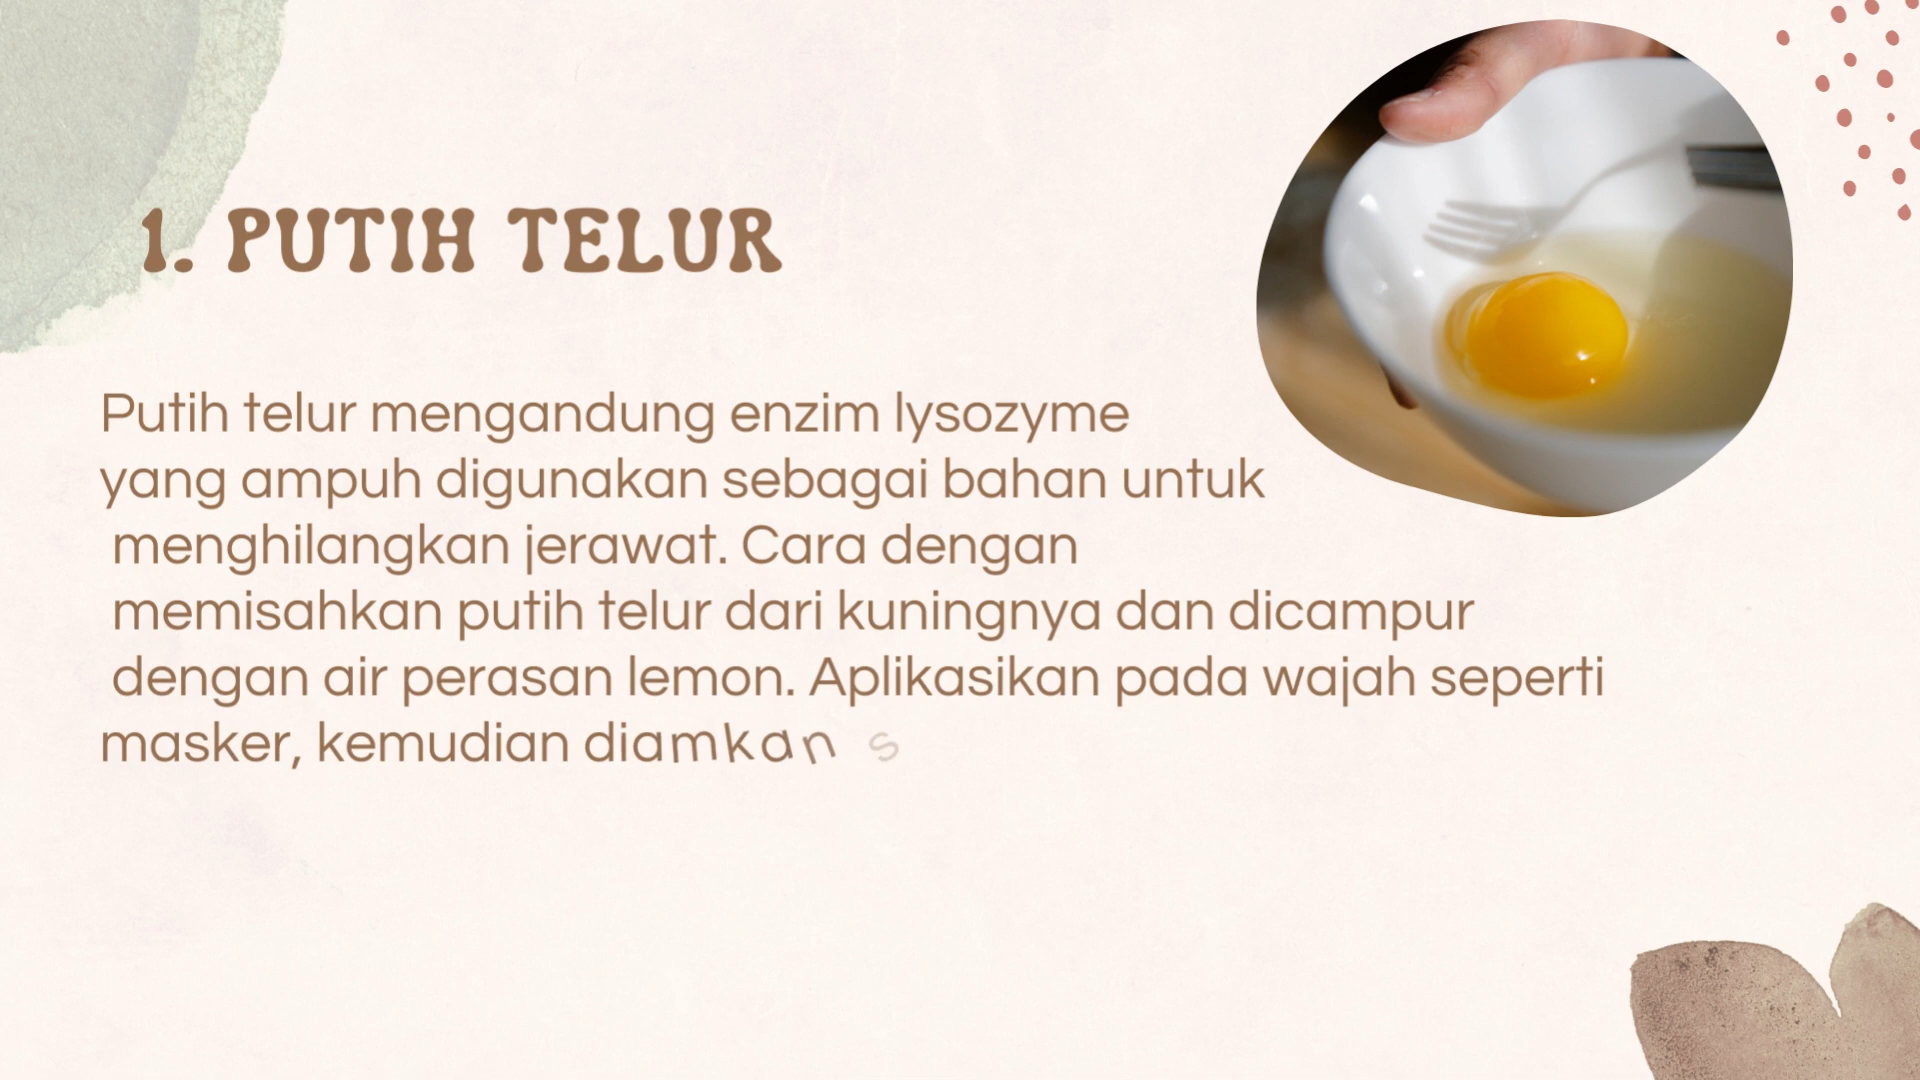 1. PUTIH TELUR
Putih telur mengandung enzim lysozyme
yang ampuh digunakan sebagai bahan untuk
menghilangkan jerawat. Cara dengan
memisahkan putih telur dari kuningnya dan dicampur
dengan air perasan lemon. Aplikasikan pada wajah seperti
masker, kemudian diamkan s